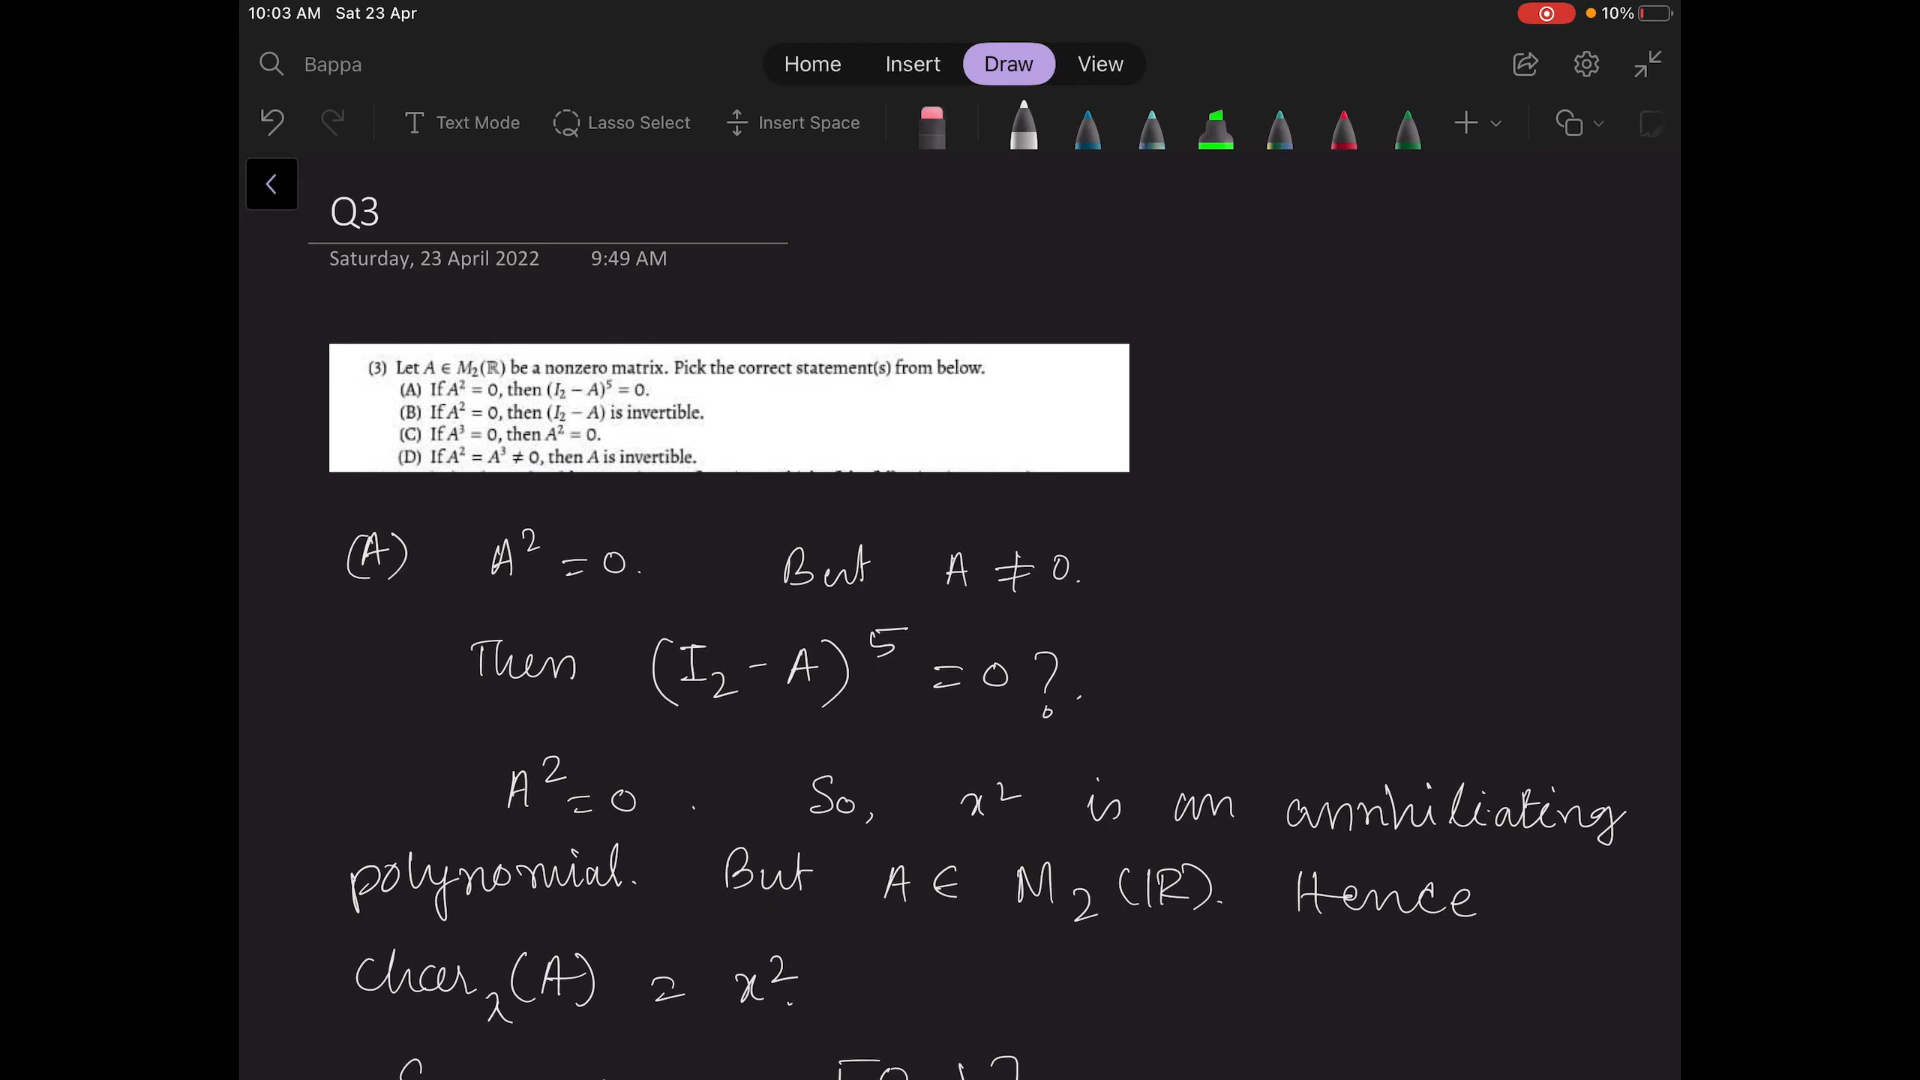 10:03 AM Sat 23 Apr 10%
Bappa Home Insert Draw View
Text Mode Lasso Select Insert Space
Q3
Saturday, 23 April 2022 9:49 AM
(3) Let A ∈ M₂(ℝ) be a nonzero matrix. Pick the correct statement(s) from below.
(A) If A² = 0, then (I₂ − A)⁵ = 0.
(B) If A² = 0, then (I₂ − A) is invertible.
(C) If A³ = 0, then A² = 0.
(D) If A² = A³ ≠ 0, then A is invertible.
(A) A² = 0. But A ≠ 0.
Then (I₂ - A)⁵ = 0 ?.
A² = 0 . So, x² is an annhiliating
polynomial. But A ∈ M₂(IR). Hence
char_x(A) = x².